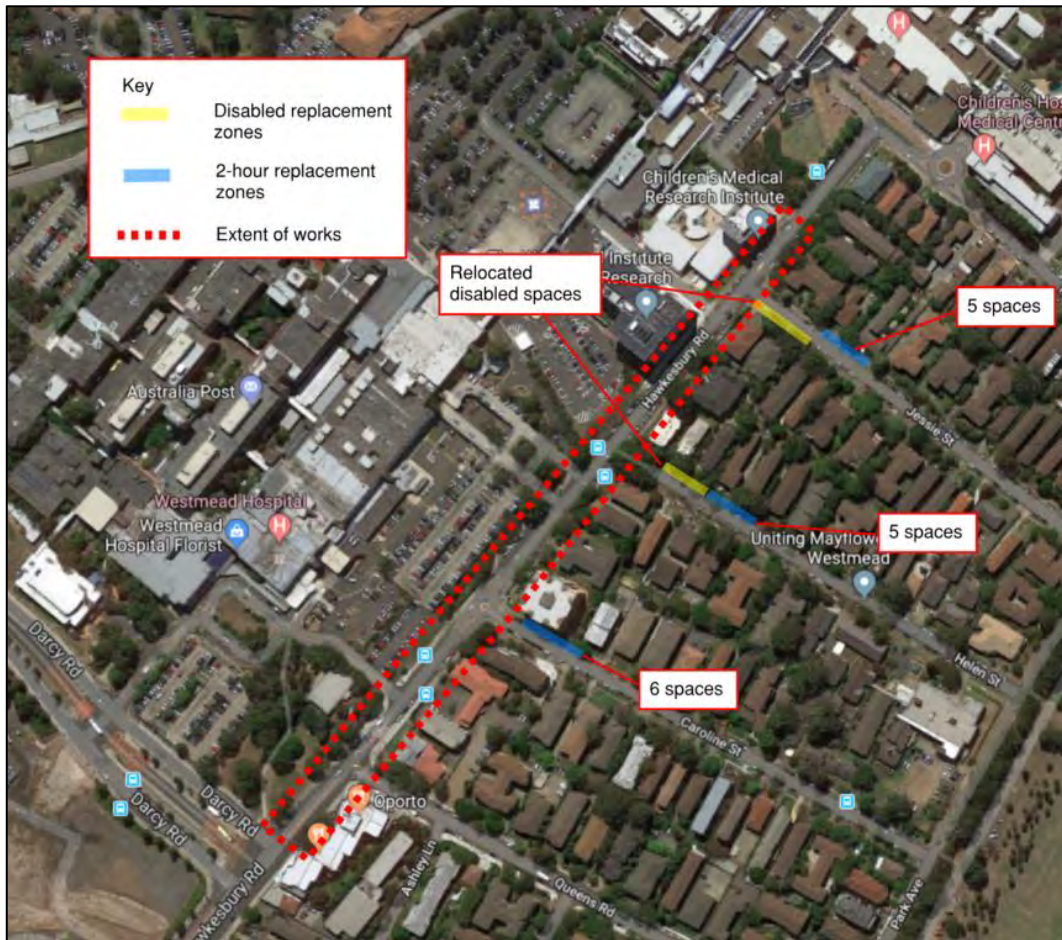 Key
Disabled replacement
zones
2-hour replacement
zones
Extent of works
Children's Hos
Medical Centr
Children's Medical
Research Institute
Institute
Research
Relocated
disabled spaces
5 spaces
Hawkesbury Rd
Jessie St
Australia Post
Westmead Hospital
Westmead
Hospital Florist
5 spaces
Uniting Mayflowe
Westmead
Helen St
6 spaces
Caroline St
Darcy Rd
Darcy Rd
Darcy Rd
Oporto
Ashley Ln
Queens Rd
Park Ave
wkesbury Rd
H
H
H
H